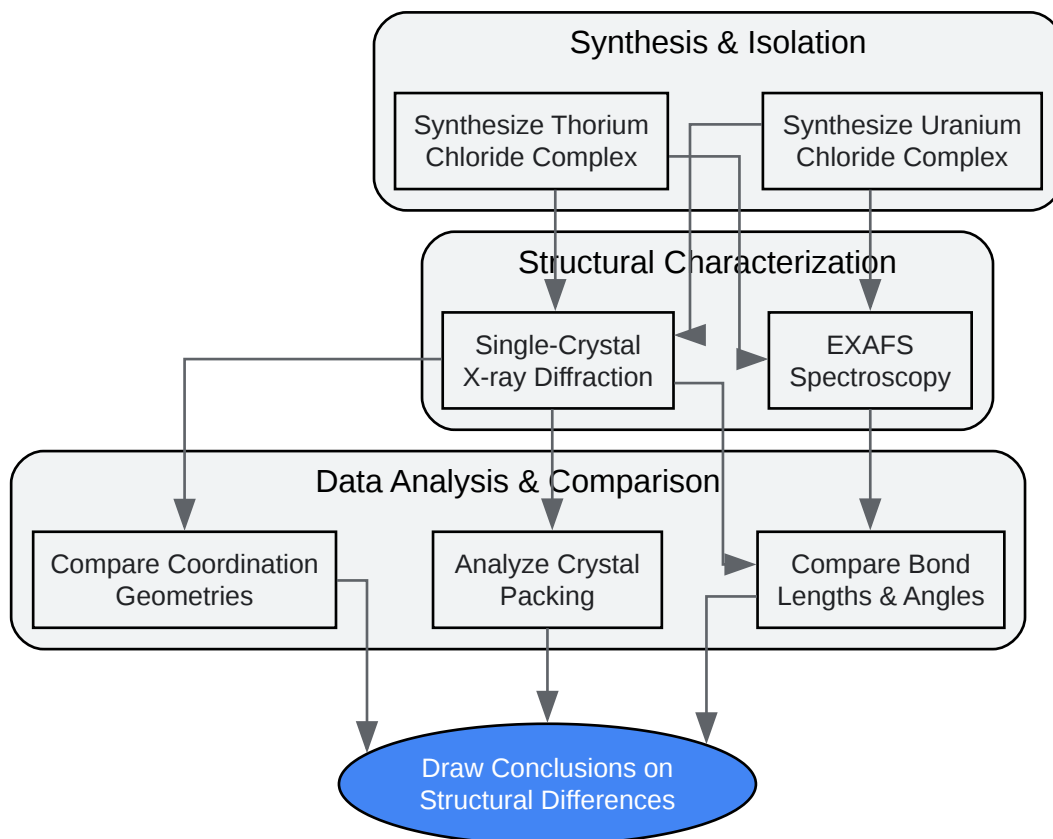 Synthesis & Isolation
Synthesize Thorium
Chloride Complex
Synthesize Uranium
Chloride Complex
Structural Characterization
Single-Crystal
X-ray Diffraction
EXAFS
Spectroscopy
Data Analysis & Comparison
Compare Coordination
Geometries
Analyze Crystal
Packing
Compare Bond
Lengths & Angles
Draw Conclusions on
Structural Differences